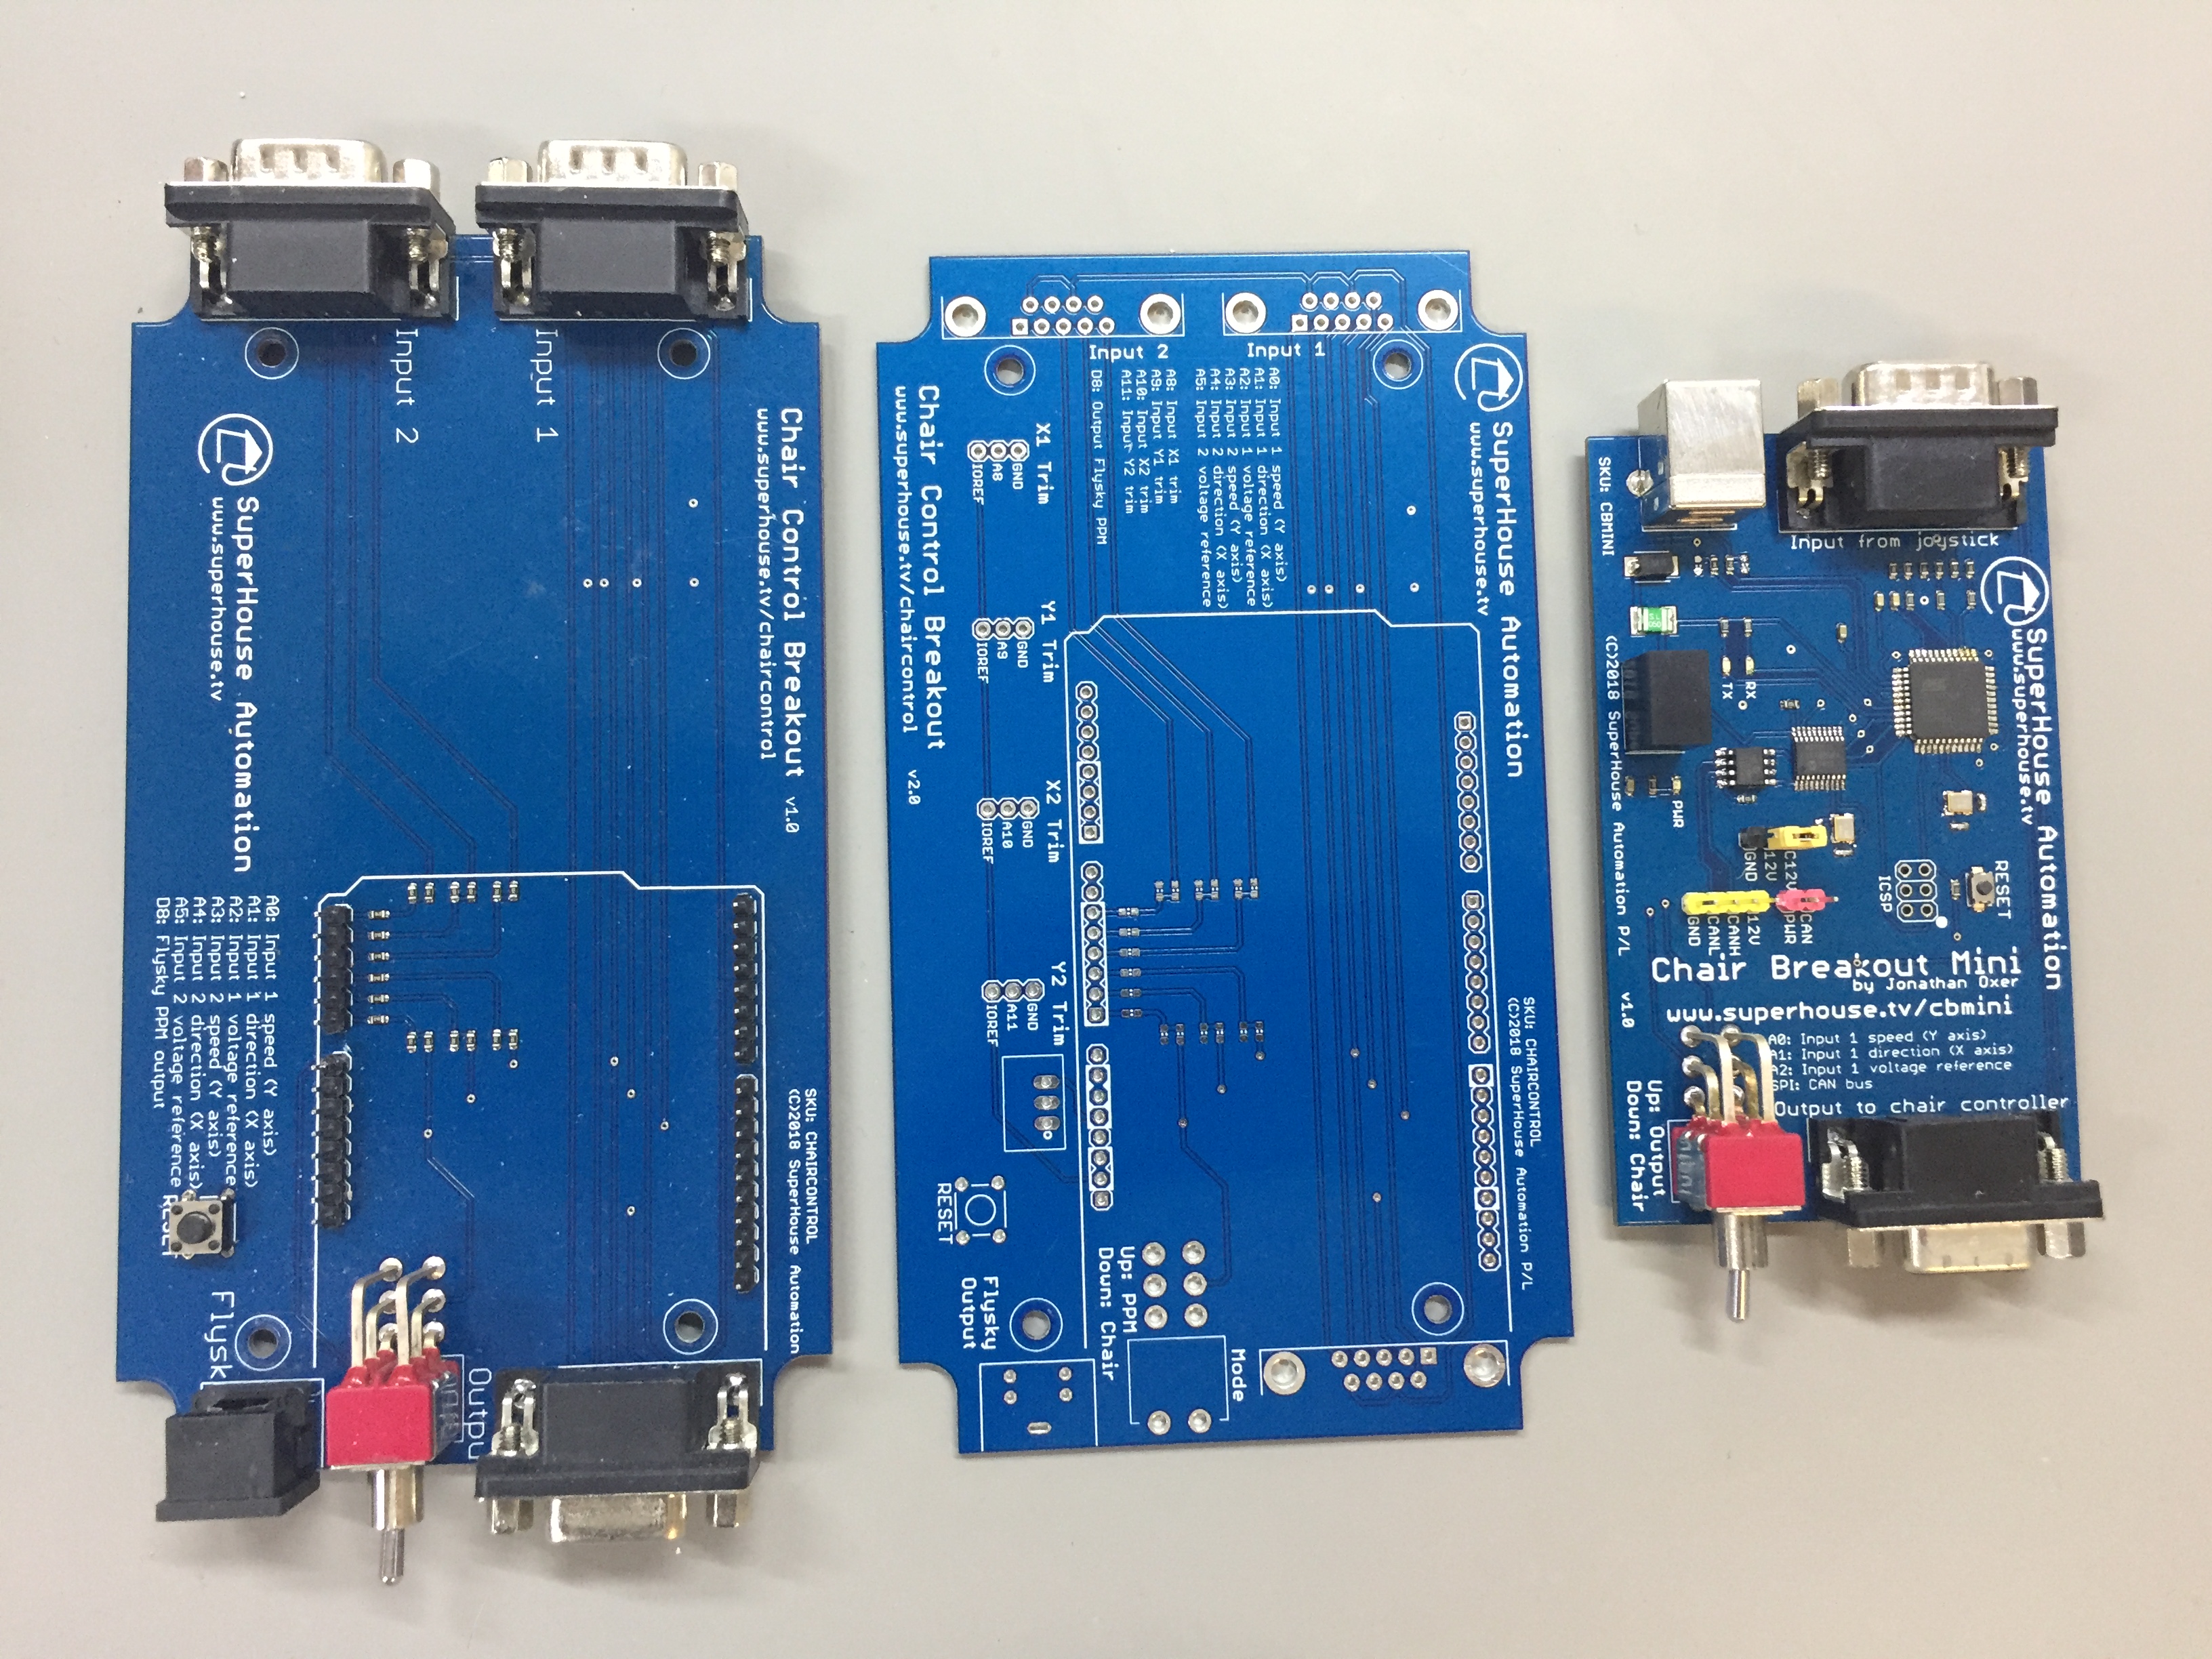 Input 2
Input 1
Chair Control Breakout v1.0
www.superhouse.tv/chaircontrol
SuperHouse Automation
www.superhouse.tv
A0: Input 1 speed (Y axis)
A1: Input 1 direction (X axis)
A2: Input 1 voltage reference
A3: Input 2 speed (Y axis)
A4: Input 2 direction (X axis)
A5: Input 2 voltage reference
D8: Flysky PPM output
RESET
SKU: CHAIRCONTROL
(C)2018 SuperHouse Automation
Flysk
Outpu
Input 2
Input 1
SuperHouse Automation
www.superhouse.tv
A0: Input 1 speed (Y axis)
A1: Input 1 direction (X axis)
A2: Input 1 voltage reference
A3: Input 2 speed (Y axis)
A4: Input 2 direction (X axis)
A5: Input 2 voltage reference
A8: Input X1 trim
A9: Input Y1 trim
A10: Input X2 trim
A11: Input Y2 trim
D8: Output Flysky PPM
Chair Control Breakout v2.0
www.superhouse.tv/chaircontrol
X1 Trim
GND
A8
IOREF
Y1 Trim
GND
A9
IOREF
X2 Trim
GND
A10
IOREF
Y2 Trim
GND
A11
IOREF
RESET
SKU: CHAIRCONTROL
(C)2018 SuperHouse Automation P/L
Up: PPM
Down: Chair
Flysky
Output
Mode
SKU: CBMINI
Input from joystick
SuperHouse Automation
www.superhouse.tv
(C)2018 SuperHouse Automation P/L
v1.0
TX
RX
PWR
GND
12V
C12V
GND
CANL
CANH
12V
PWR
CAN
ICSP
RESET
Chair Breakout Mini
by Jonathan Oxer
www.superhouse.tv/cbmini
A0: Input 1 speed (Y axis)
A1: Input 1 direction (X axis)
A2: Input 1 voltage reference
SPI: CAN bus
Output to chair controller
Up: Output
Down: Chair